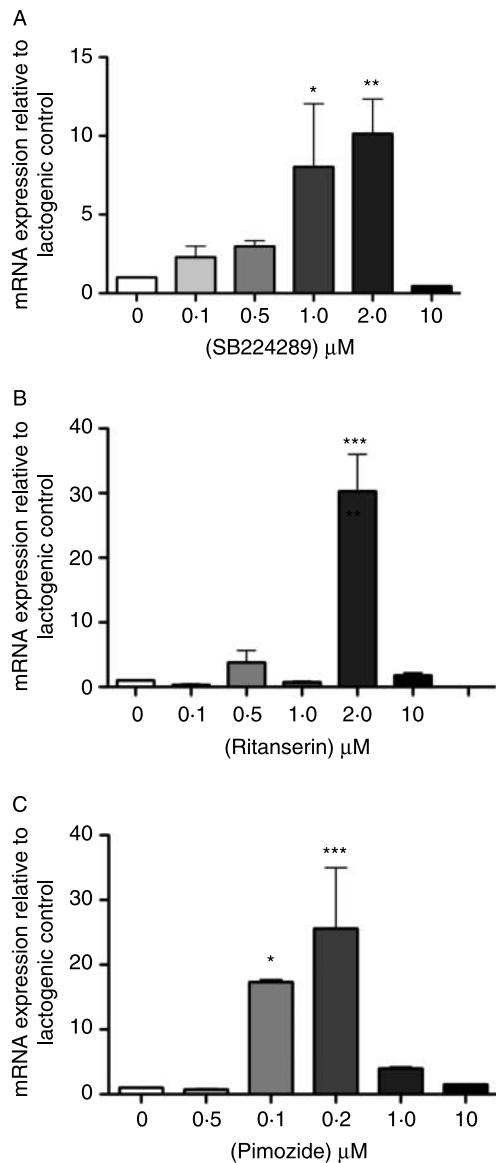 A
mRNA expression relative to
lactogenic control
15
10
5
0
*
**
0 0·1 0·5 1·0 2·0 10
(SB224289) μM
B
mRNA expression relative to
lactogenic control
40
30
20
10
0
***
**
0 0·1 0·5 1·0 2·0 10
(Ritanserin) μM
C
mRNA expression relative to
lactogenic control
40
30
20
10
0
*
***
0 0·5 0·1 0·2 1·0 10
(Pimozide) μM